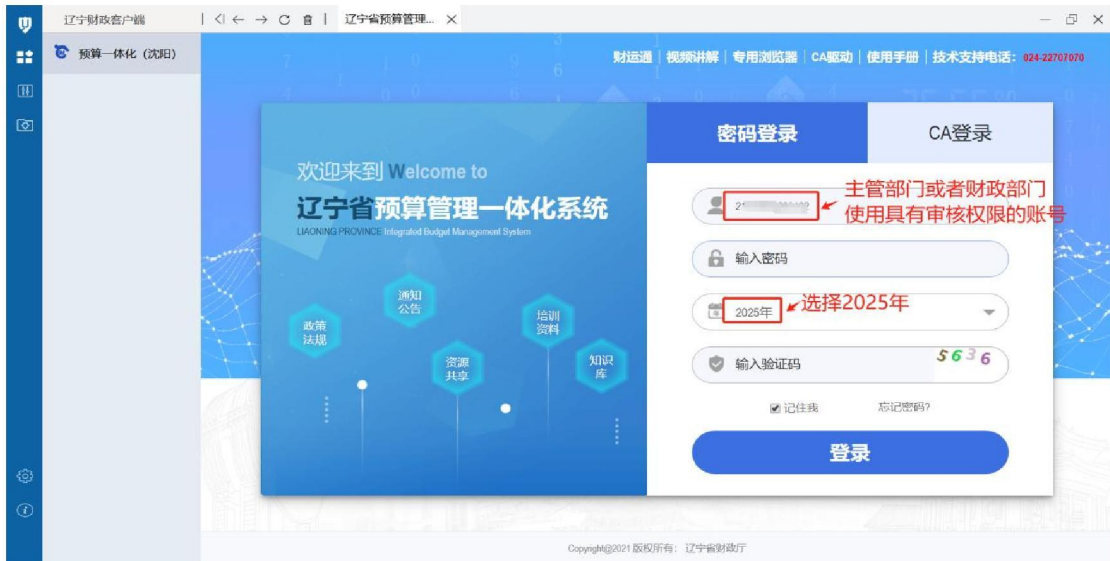 辽宁财政客户端
辽宁省预算管理...
预算一体化（沈阳）
财运通 | 视频讲解 | 专用浏览器 | CA驱动 | 使用手册 | 技术支持电话：024-22707070
密码登录
CA登录
欢迎来到 Welcome to
辽宁省预算管理一体化系统
LIAONING PROVINCE Integrated Budget Management System
主管部门或者财政部门
使用具有审核权限的账号
输入密码
通知
公告
政策
法规
培训
资料
资源
共享
知识
库
2025年
选择2025年
输入验证码
5636
记住我
忘记密码?
登录
Copyright@2021 版权所有： 辽宁省财政厅